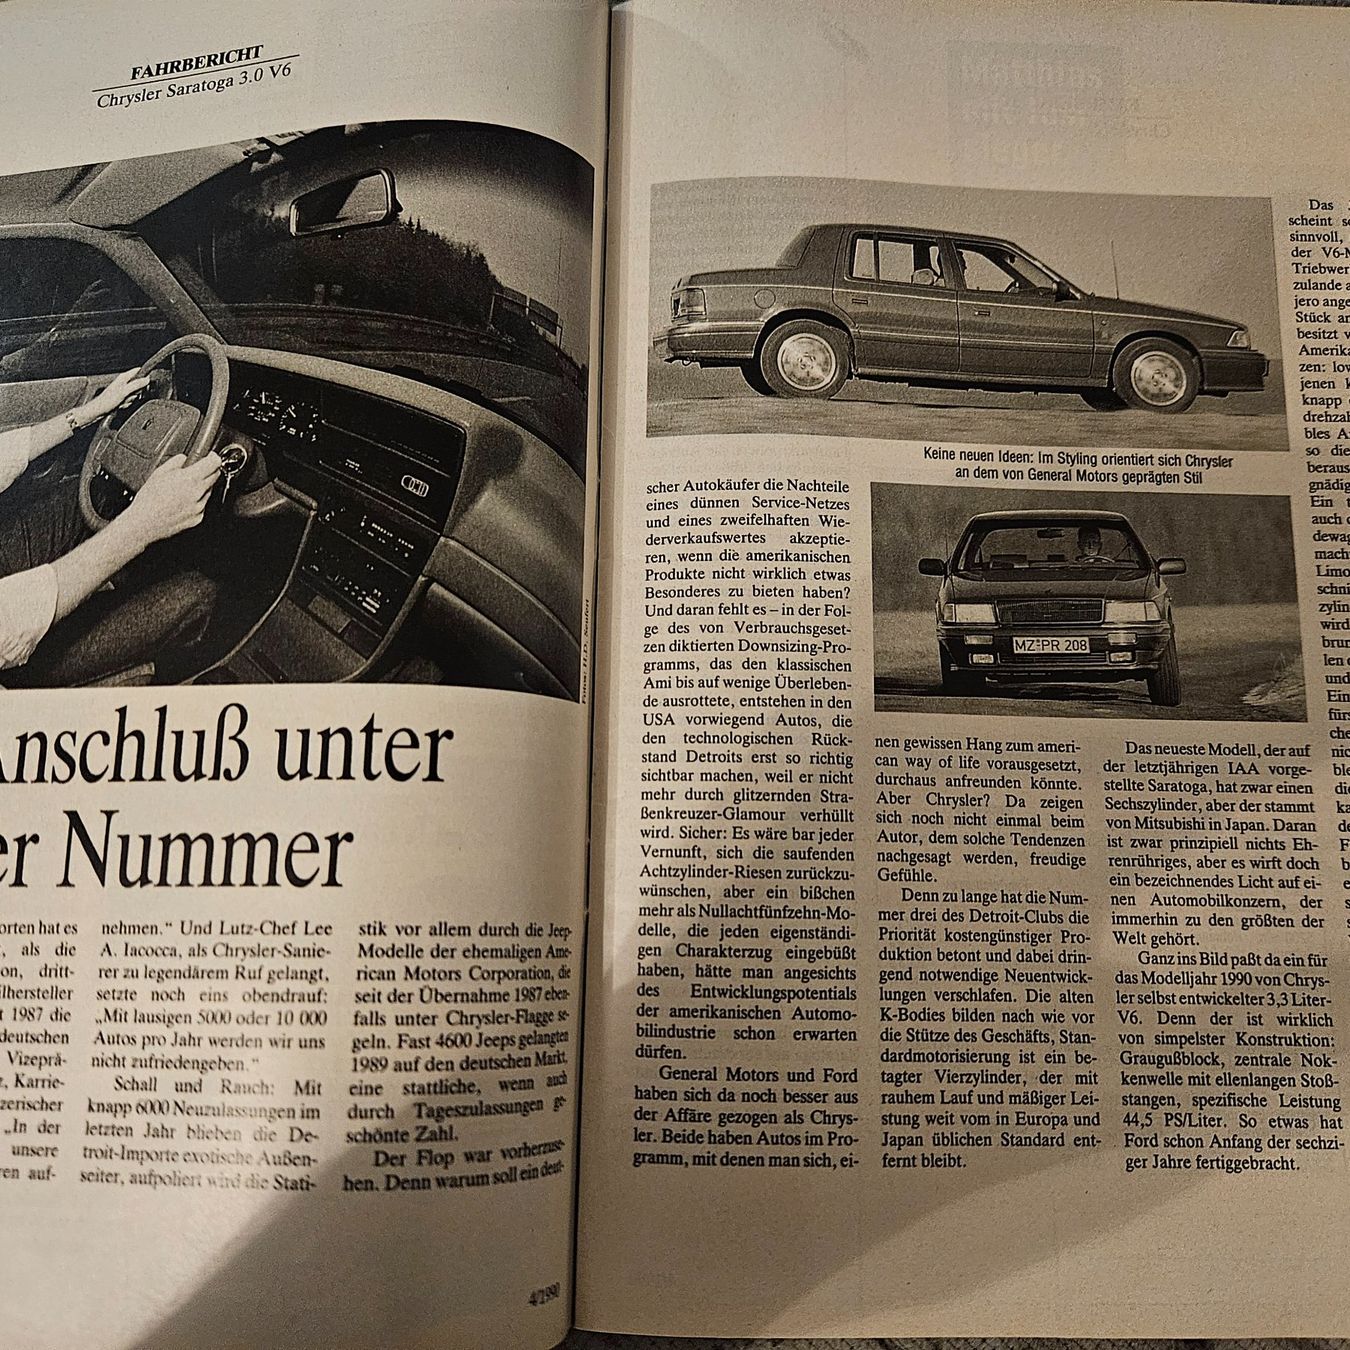 FAHRBERICHT
Chrysler Saratoga 3.0 V6
Fotos: H.D. Seufert
Anschluß unter
er Nummer
orten hat es
als die
on, dritt-
lhersteller
1987 die
deutschen
Vizeprä-
z, Karrie-
zerischer
„In der
unsere
en auf-
nehmen.“ Und Lutz-Chef Lee
A. Iacocca, als Chrysler-Sanie-
rer zu legendärem Ruf gelangt,
setzte noch eins obendrauf:
„Mit lausigen 5000 oder 10 000
Autos pro Jahr werden wir uns
nicht zufriedengeben.“
Schall und Rauch: Mit
knapp 6000 Neuzulassungen im
letzten Jahr blieben die De-
troit-Importe exotische Außen-
seiter, aufpoliert wird die Stati-
stik vor allem durch die Jeep-
Modelle der ehemaligen Ame-
rican Motors Corporation, die
seit der Übernahme 1987 eben-
falls unter Chrysler-Flagge se-
geln. Fast 4600 Jeeps gelangten
1989 auf den deutschen Markt,
eine stattliche, wenn auch
durch Tageszulassungen ge-
schönte Zahl.
Der Flop war vorherzuse-
hen. Denn warum soll ein deut-
4/1990
Keine neuen Ideen: Im Styling orientiert sich Chrysler
an dem von General Motors geprägten Stil
MZ PR 208
scher Autokäufer die Nachteile
eines dünnen Service-Netzes
und eines zweifelhaften Wie-
derverkaufswertes akzeptie-
ren, wenn die amerikanischen
Produkte nicht wirklich etwas
Besonderes zu bieten haben?
Und daran fehlt es – in der Fol-
ge des von Verbrauchsgeset-
zen diktierten Downsizing-Pro-
gramms, das den klassischen
Ami bis auf wenige Überleben-
de ausrottete, entstehen in den
USA vorwiegend Autos, die
den technologischen Rück-
stand Detroits erst so richtig
sichtbar machen, weil er nicht
mehr durch glitzernden Stra-
ßenkreuzer-Glamour verhüllt
wird. Sicher: Es wäre bar jeder
Vernunft, sich die saufenden
Achtzylinder-Riesen zurückzu-
wünschen, aber ein bißchen
mehr als Nullachtfünfzehn-Mo-
delle, die jeden eigenständi-
gen Charakterzug eingebüßt
haben, hätte man angesichts
des Entwicklungspotentials
der amerikanischen Automo-
bilindustrie schon erwarten
dürfen.
General Motors und Ford
haben sich da noch besser aus
der Affäre gezogen als Chrys-
ler. Beide haben Autos im Pro-
gramm, mit denen man sich, ei-
nen gewissen Hang zum ameri-
can way of life vorausgesetzt,
durchaus anfreunden könnte.
Aber Chrysler? Da zeigen
sich noch nicht einmal beim
Autor, dem solche Tendenzen
nachgesagt werden, freudige
Gefühle.
Denn zu lange hat die Num-
mer drei des Detroit-Clubs die
Priorität kostengünstiger Pro-
duktion betont und dabei drin-
gend notwendige Neuentwick-
lungen verschlafen. Die alten
K-Bodies bilden nach wie vor
die Stütze des Geschäfts, Stan-
dardmotorisierung ist ein be-
tagter Vierzylinder, der mit
rauhem Lauf und mäßiger Lei-
stung weit vom in Europa und
Japan üblichen Standard ent-
fernt bleibt.
Das neueste Modell, der auf
der letztjährigen IAA vorge-
stellte Saratoga, hat zwar einen
Sechszylinder, aber der stammt
von Mitsubishi in Japan. Daran
ist zwar prinzipiell nichts Eh-
renrühriges, aber es wirft doch
ein bezeichnendes Licht auf ei-
nen Automobilkonzern, der
immerhin zu den größten der
Welt gehört.
Ganz ins Bild paßt da ein für
das Modelljahr 1990 von Chrys-
ler selbst entwickelter 3,3 Liter-
V6. Denn der ist wirklich
von simpelster Konstruktion:
Graugußblock, zentrale Nok-
kenwelle mit ellenlangen Stoß-
stangen, spezifische Leistung
44,5 PS/Liter. So etwas hat
Ford schon Anfang der sechzi-
ger Jahre fertiggebracht.
Das
scheint
sinnvoll,
der V6-M
Triebwer
zulande a
jero ange
Stück an
besitzt v
Amerika
zen: low
jenen k
knapp
drehzah
bles A
so die
beraus
gnädig
Ein t
auch
dewag
mach
Limo
schni
zylin
wird
brun
len
und
Ein
fürs
che
nic
ble
die
ka
de
F
b
e
s